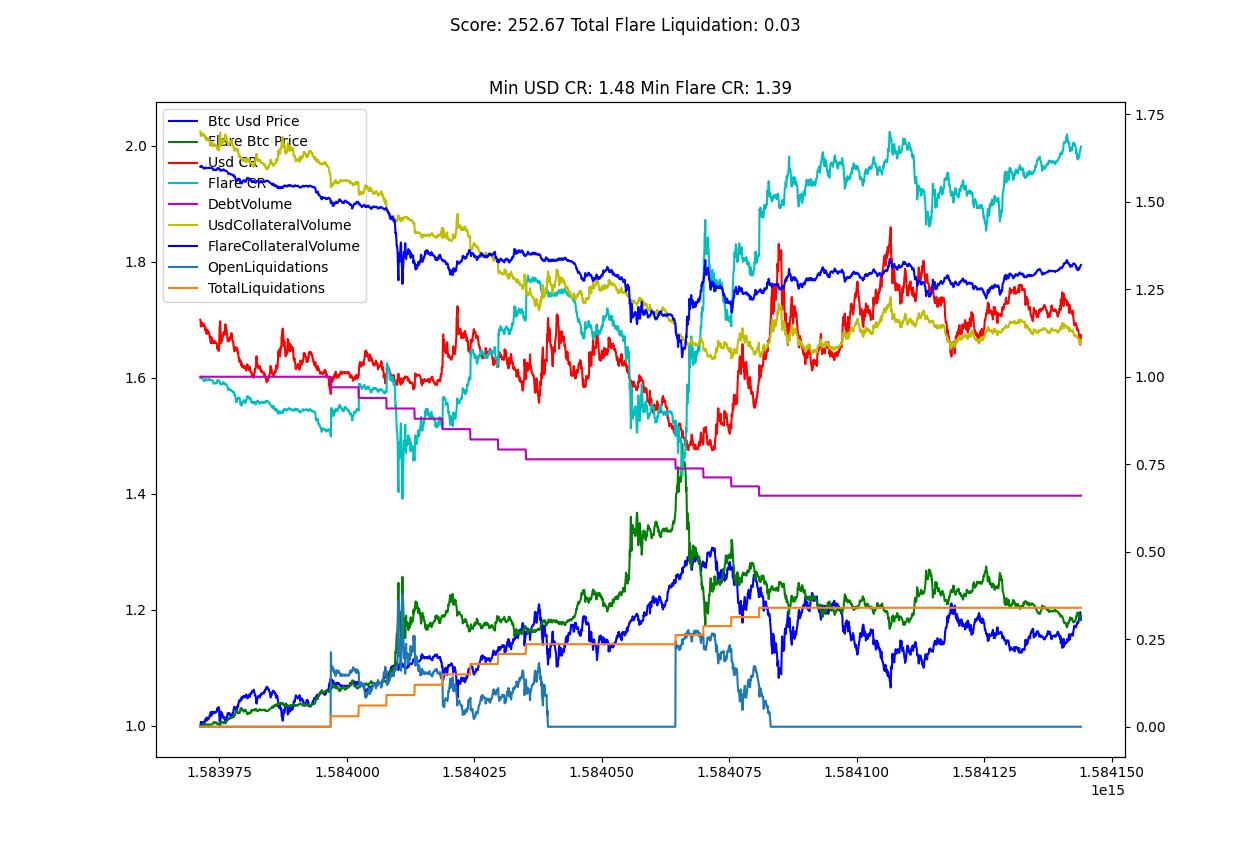 Score: 252.67 Total Flare Liquidation: 0.03
Min USD CR: 1.48 Min Flare CR: 1.39
Btc Usd Price
Flare Btc Price
Usd CR
Flare CR
DebtVolume
UsdCollateralVolume
FlareCollateralVolume
OpenLiquidations
TotalLiquidations
2.0
1.8
1.6
1.4
1.2
1.0
1.75
1.50
1.25
1.00
0.75
0.50
0.25
0.00
1.583975 1.584000 1.584025 1.584050 1.584075 1.584100 1.584125 1.584150
1e15